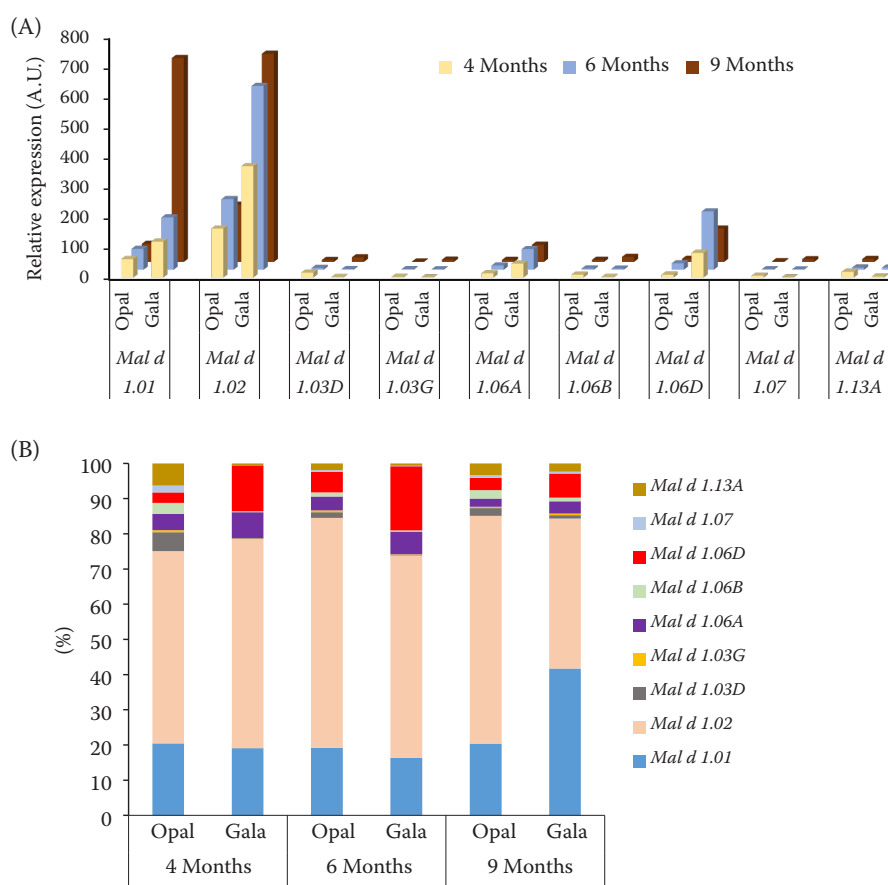 (A)
Relative expression (A.U.)
800
700
600
500
400
300
200
100
0
4 Months
6 Months
9 Months
Opal
Gala
Opal
Gala
Opal
Gala
Opal
Gala
Opal
Gala
Opal
Gala
Opal
Gala
Opal
Gala
Opal
Gala
Mal d
1.01
Mal d
1.02
Mal d
1.03D
Mal d
1.03G
Mal d
1.06A
Mal d
1.06B
Mal d
1.06D
Mal d
1.07
Mal d
1.13A
(B)
(%)
100
90
80
70
60
50
40
30
20
10
0
Mal d 1.13A
Mal d 1.07
Mal d 1.06D
Mal d 1.06B
Mal d 1.06A
Mal d 1.03G
Mal d 1.03D
Mal d 1.02
Mal d 1.01
Opal
Gala
Opal
Gala
Opal
Gala
4 Months
6 Months
9 Months